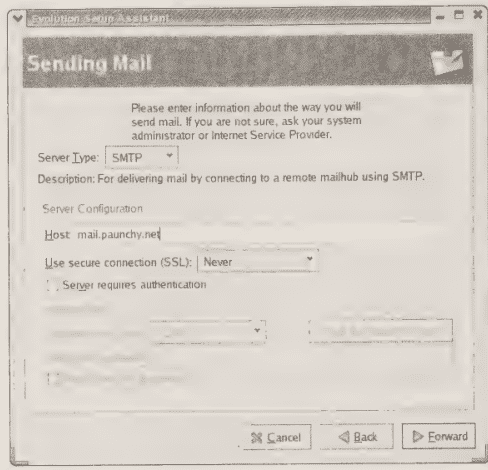 Evolution Setup Assistant
Sending Mail
Please enter information about the way you will
send mail. If you are not sure, ask your system
administrator or Internet Service Provider.
Server Type: SMTP
Description: For delivering mail by connecting to a remote mailhub using SMTP.
Server Configuration
Host: mail.paunchy.net
Use secure connection (SSL): Never
Server requires authentication
Cancel Back Forward